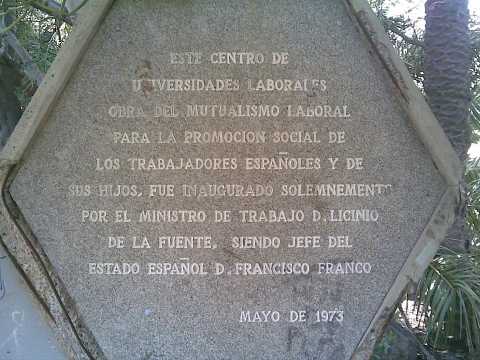 ESTE CENTRO DE
UNIVERSIDADES LABORALES
OBRA DEL MUTUALISMO LABORAL
PARA LA PROMOCION SOCIAL DE
LOS TRABAJADORES ESPAÑOLES Y DE
SUS HIJOS, FUE INAUGURADO SOLEMNEMENTE
POR EL MINISTRO DE TRABAJO D. LICINIO
DE LA FUENTE, SIENDO JEFE DEL
ESTADO ESPAÑOL D. FRANCISCO FRANCO
MAYO DE 1973